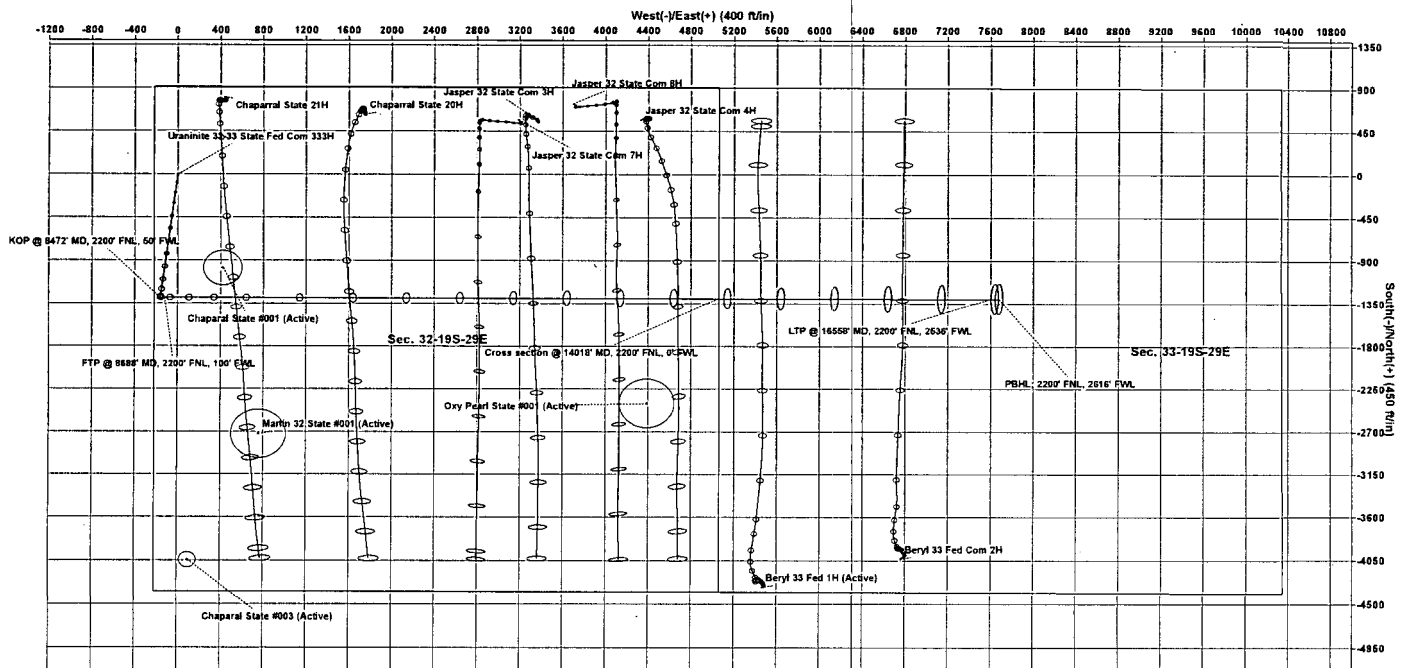 West(-)/East(+) (400 ft/in)
-1200 -800 -400 0 400 800 1200 1600 2000 2400 2800 3200 3600 4000 4400 4800 5200 5600 6000 6400 6800 7200 7600 8000 8400 8800 9200 9600 10000 10400 10800
1350
900
450
0
-450
-900
-1350
-1800
-2250
-2700
-3150
-3600
-4050
-4500
-4950
South(-)/North(+) (450 ft/in)
Chaparral State 21H
Chaparral State 20H
Jasper 32 State Com 3H
Jasper 32 State Com 8H
Jasper 32 State Com 4H
Uraninite 32-33 State Fed Com 333H
Jasper 32 State Com 7H
KOP @ 8472' MD, 2200' FNL, 50' FWL
Chaparal State #001 (Active)
Sec. 32-19S-29E
LTP @ 16558' MD, 2200' FNL, 2536' FWL
FTP @ 8688' MD, 2200' FNL, 100' FWL
Cross section @ 14018' MD, 2200' FNL, 0' FWL
Sec. 33-19S-29E
PBHL, 2200' FNL, 2616' FWL
Oxy Pearl State #001 (Active)
Martin 32 State #001 (Active)
Beryl 33 Fed Com 2H
Beryl 33 Fed 1H (Active)
Chaparal State #003 (Active)